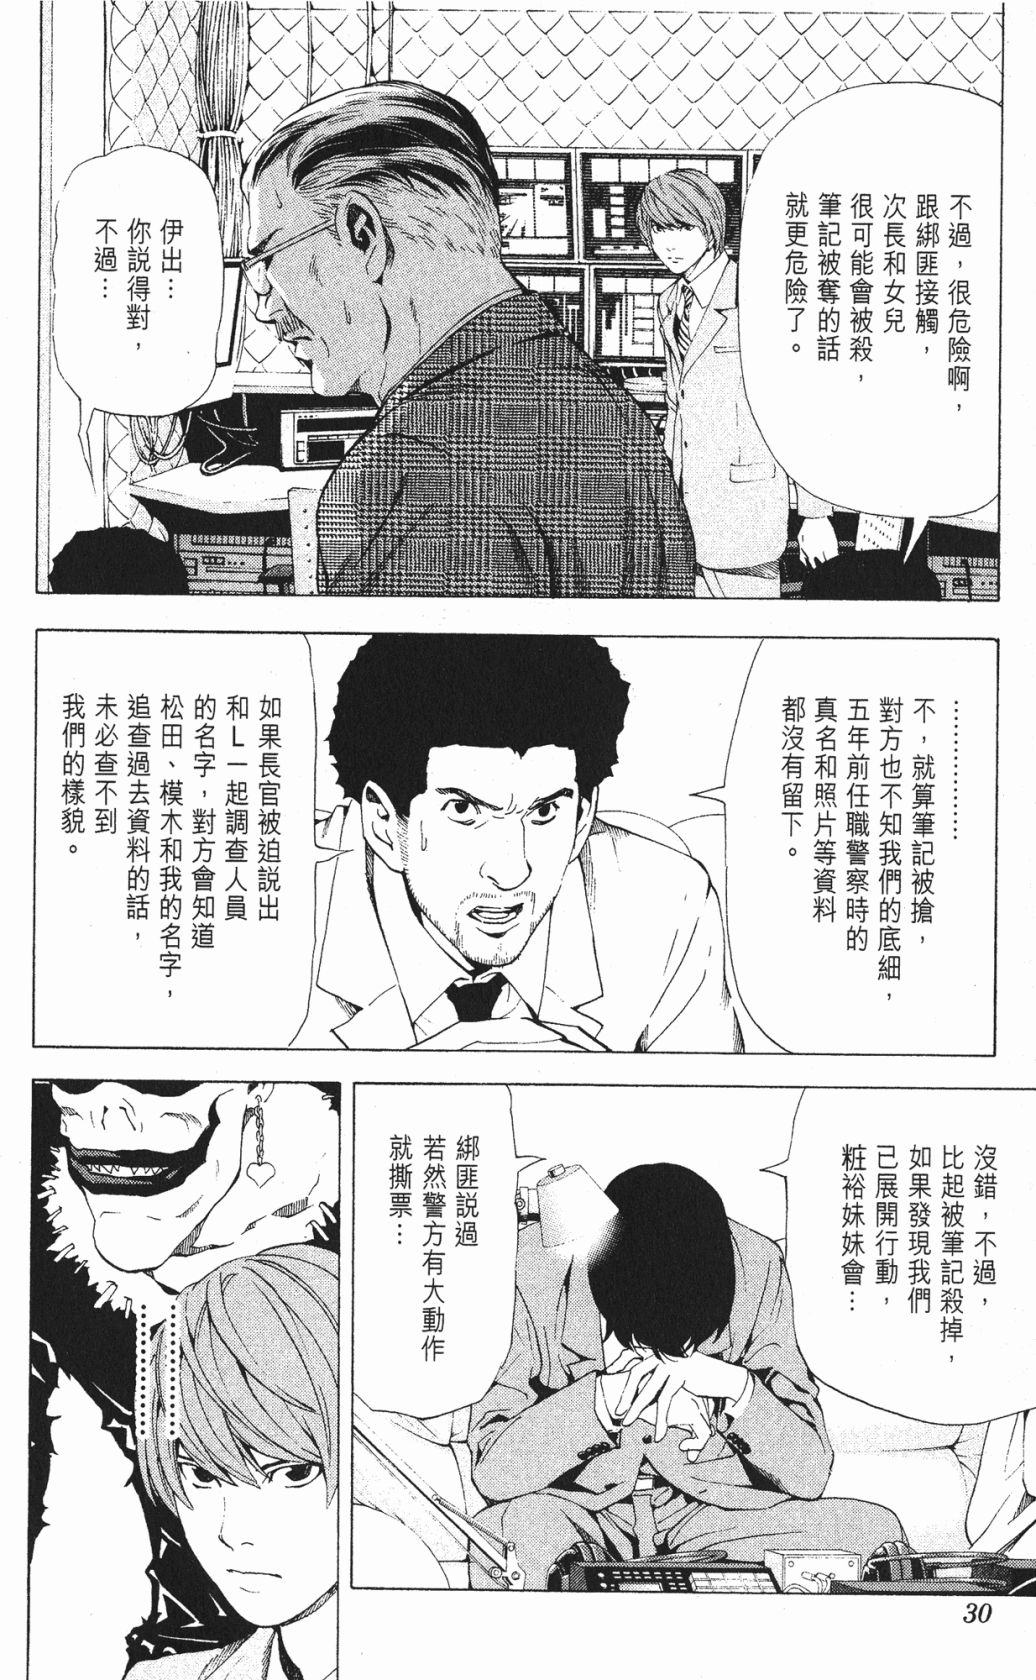 不過，很危險啊，
跟綁匪接觸，
次長和女兒
很可能會被殺，
筆記被奪的話
就更危險了。
伊出…
你說得對，
不過…
…………
不，就算筆記被搶，
對方也不知我們的底細，
五年前任職警察時的
真名和照片等資料
都沒有留下。
如果長官被迫說出
和L一起調查人員
的名字，對方會知道
松田、模木和我的名字，
追查過去資料的話，
未必查不到
我們的樣貌。
沒錯，不過，
比起被筆記殺掉，
如果發現我們
已展開行動，
粧裕妹妹會…
綁匪說過
若然警方有大動作
就撕票…
…………
30